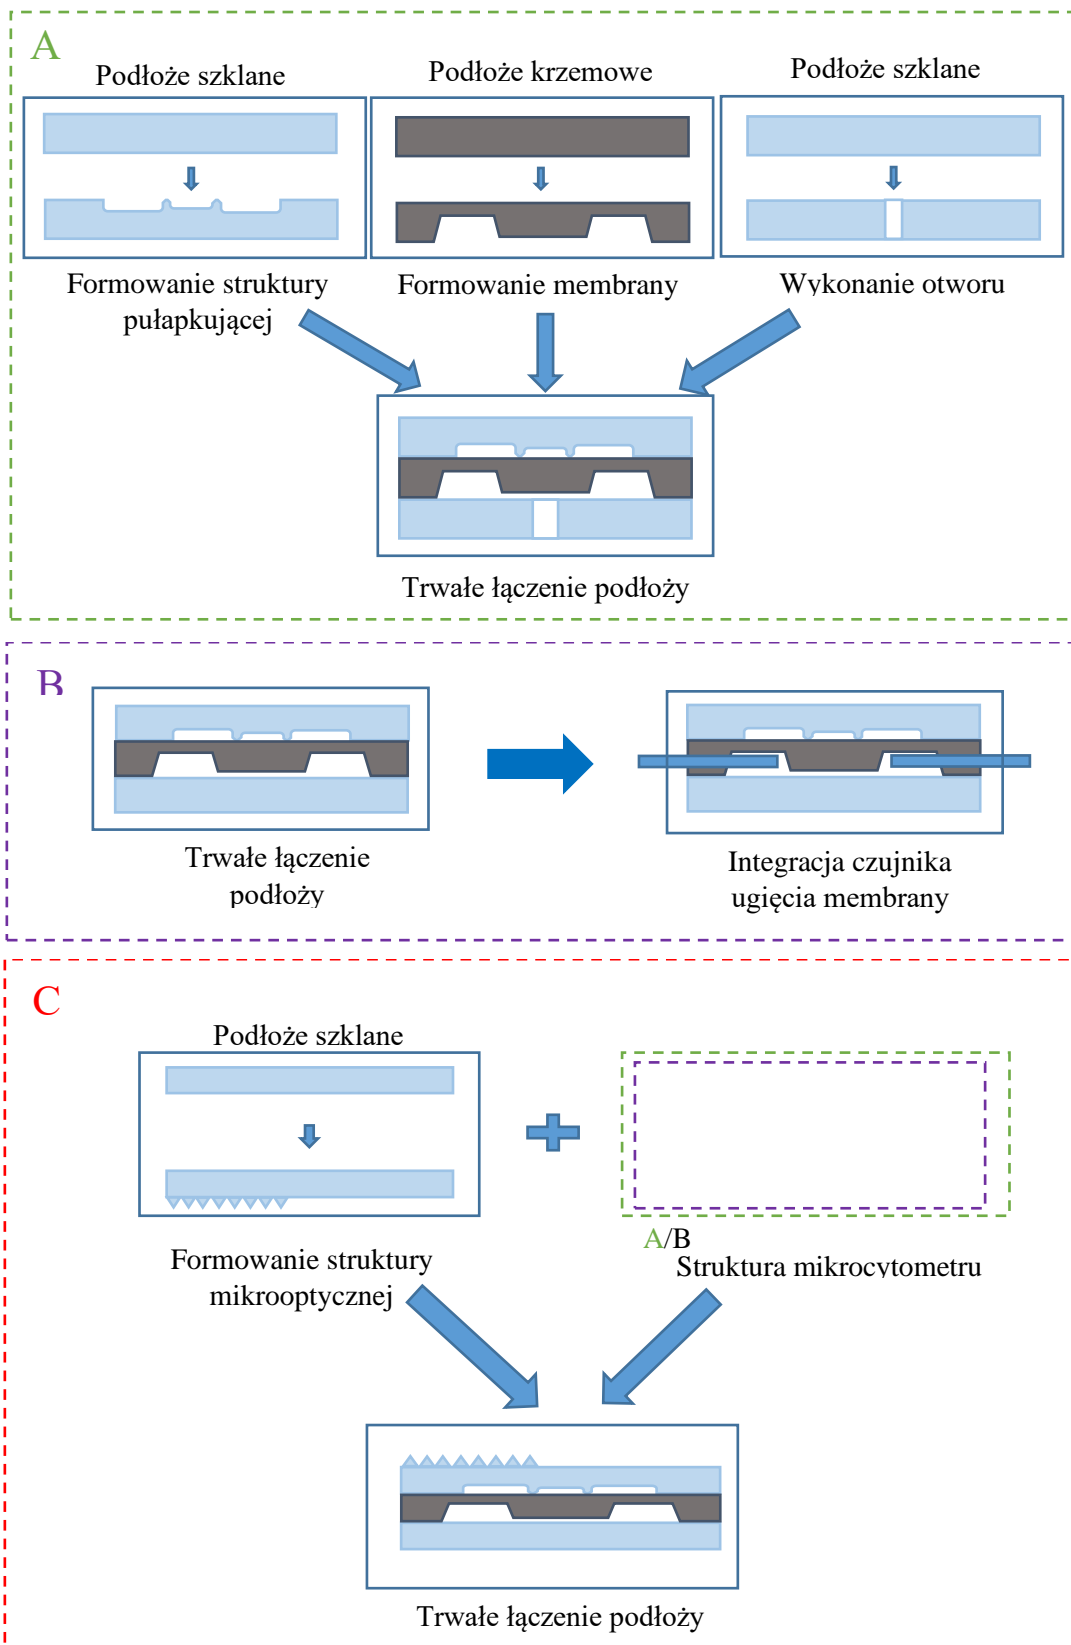 A
Podłoże szklane
Podłoże krzemowe
Podłoże szklane
Formowanie struktury
pułapkującej
Formowanie membrany
Wykonanie otworu
Trwałe łączenie podłoży
B
Trwałe łączenie
podłoży
Integracja czujnika
ugięcia membrany
C
Podłoże szklane
Formowanie struktury
mikrooptycznej
A/B
Struktura mikrocytometru
Trwałe łączenie podłoży